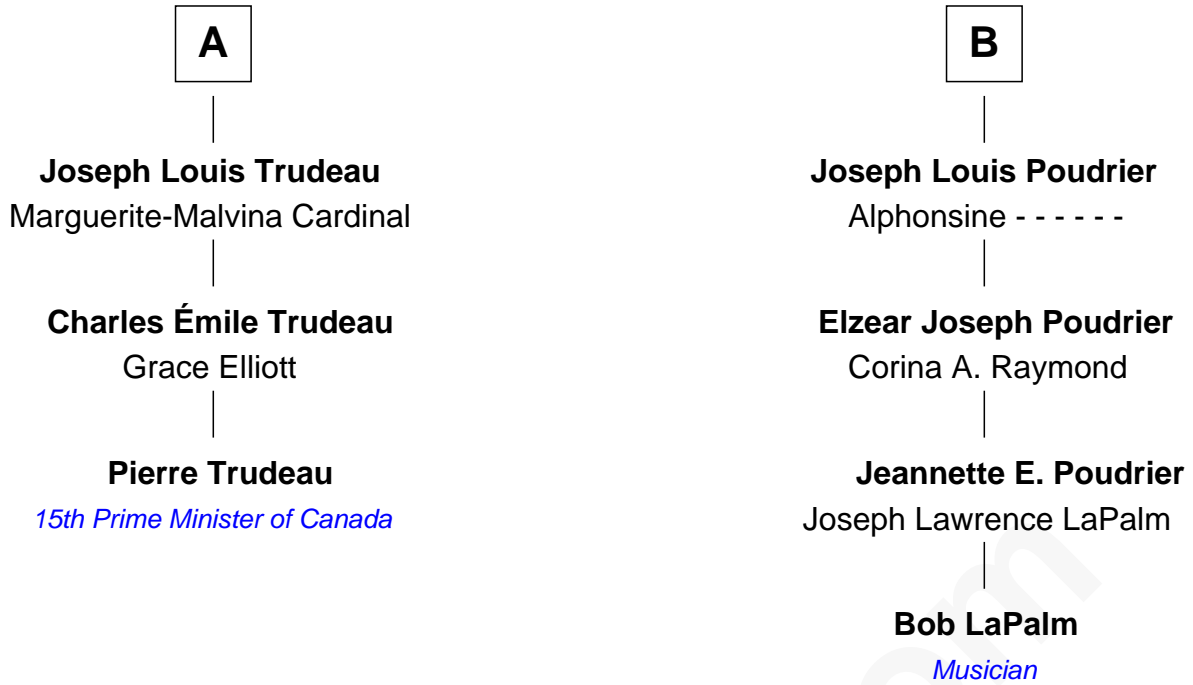 A
Joseph Louis Trudeau
Marguerite-Malvina Cardinal
Charles Émile Trudeau
Grace Elliott
Pierre Trudeau
15th Prime Minister of Canada
B
Joseph Louis Poudrier
Alphonsine - - - - - -
Elzear Joseph Poudrier
Corina A. Raymond
Jeannette E. Poudrier
Joseph Lawrence LaPalm
Bob LaPalm
Musician